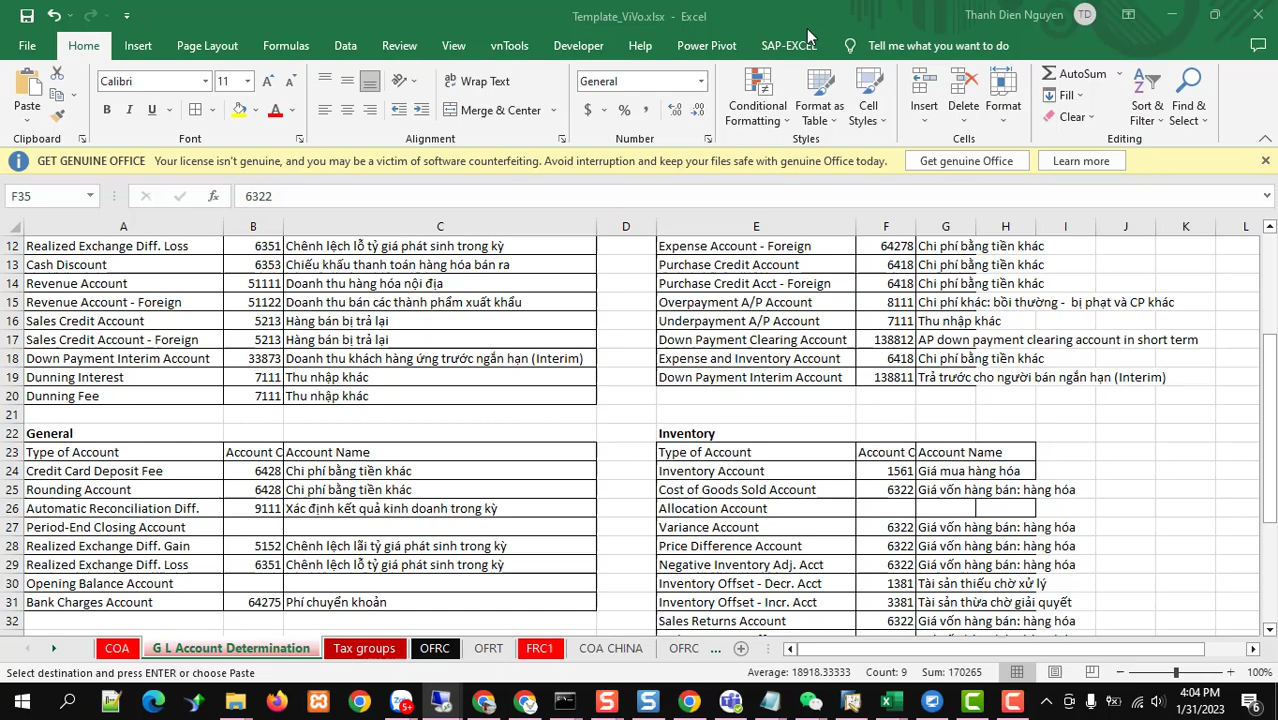 Template_ViVo.xlsx - Excel
Thanh Dien Nguyen TD
File Home Insert Page Layout Formulas Data Review View vnTools Developer Help Power Pivot SAP-EXCEL Tell me what you want to do
Paste
Clipboard
Calibri 11
B I U A
Font
Wrap Text
Merge & Center
Alignment
General
$ % ,
Number
Conditional Formatting
Format as Table
Cell Styles
Styles
Insert Delete Format
Cells
AutoSum
Fill
Clear
Sort & Filter
Find & Select
Editing
GET GENUINE OFFICE Your license isn't genuine, and you may be a victim of software counterfeiting. Avoid interruption and keep your files safe with genuine Office today. Get genuine Office Learn more
F35 fx 6322
A B C D E F G H I J K L
12 Realized Exchange Diff. Loss 6351 Chênh lệch lỗ tỷ giá phát sinh trong kỳ Expense Account - Foreign 64278 Chi phí bằng tiền khác
13 Cash Discount 6353 Chiếu khấu thanh toán hàng hóa bán ra Purchase Credit Account 6418 Chi phí bằng tiền khác
14 Revenue Account 51111 Doanh thu hàng hóa nội địa Purchase Credit Acct - Foreign 6418 Chi phí bằng tiền khác
15 Revenue Account - Foreign 51122 Doanh thu bán các thành phẩm xuất khẩu Overpayment A/P Account 8111 Chi phí khác: bồi thường - bị phạt và CP khác
16 Sales Credit Account 5213 Hàng bán bị trả lại Underpayment A/P Account 7111 Thu nhập khác
17 Sales Credit Account - Foreign 5213 Hàng bán bị trả lại Down Payment Clearing Account 138812 AP down payment clearing account in short term
18 Down Payment Interim Account 33873 Doanh thu khách hàng ứng trước ngắn hạn (Interim) Expense and Inventory Account 6418 Chi phí bằng tiền khác
19 Dunning Interest 7111 Thu nhập khác Down Payment Interim Account 138811 Trả trước cho người bán ngắn hạn (Interim)
20 Dunning Fee 7111 Thu nhập khác
21
22 General Inventory
23 Type of Account Account C Account Name Type of Account Account C Account Name
24 Credit Card Deposit Fee 6428 Chi phí bằng tiền khác Inventory Account 1561 Giá mua hàng hóa
25 Rounding Account 6428 Chi phí bằng tiền khác Cost of Goods Sold Account 6322 Giá vốn hàng bán: hàng hóa
26 Automatic Reconciliation Diff. 9111 Xác định kết quả kinh doanh trong kỳ Allocation Account
27 Period-End Closing Account Variance Account 6322 Giá vốn hàng bán: hàng hóa
28 Realized Exchange Diff. Gain 5152 Chênh lệch lãi tỷ giá phát sinh trong kỳ Price Difference Account 6322 Giá vốn hàng bán: hàng hóa
29 Realized Exchange Diff. Loss 6351 Chênh lệch lỗ tỷ giá phát sinh trong kỳ Negative Inventory Adj. Acct 6322 Giá vốn hàng bán: hàng hóa
30 Opening Balance Account Inventory Offset - Decr. Acct 1381 Tài sản thiếu chờ xử lý
31 Bank Charges Account 64275 Phí chuyển khoản Inventory Offset - Incr. Acct 3381 Tài sản thừa chờ giải quyết
32 Sales Returns Account 6322 Giá vốn hàng bán: hàng hóa
COA G L Account Determination Tax groups OFRC OFRT FRC1 COA CHINA OFRC ...
Select destination and press ENTER or choose Paste Average: 18918.33333 Count: 9 Sum: 170265 100%
4:04 PM
1/31/2023
5+
6